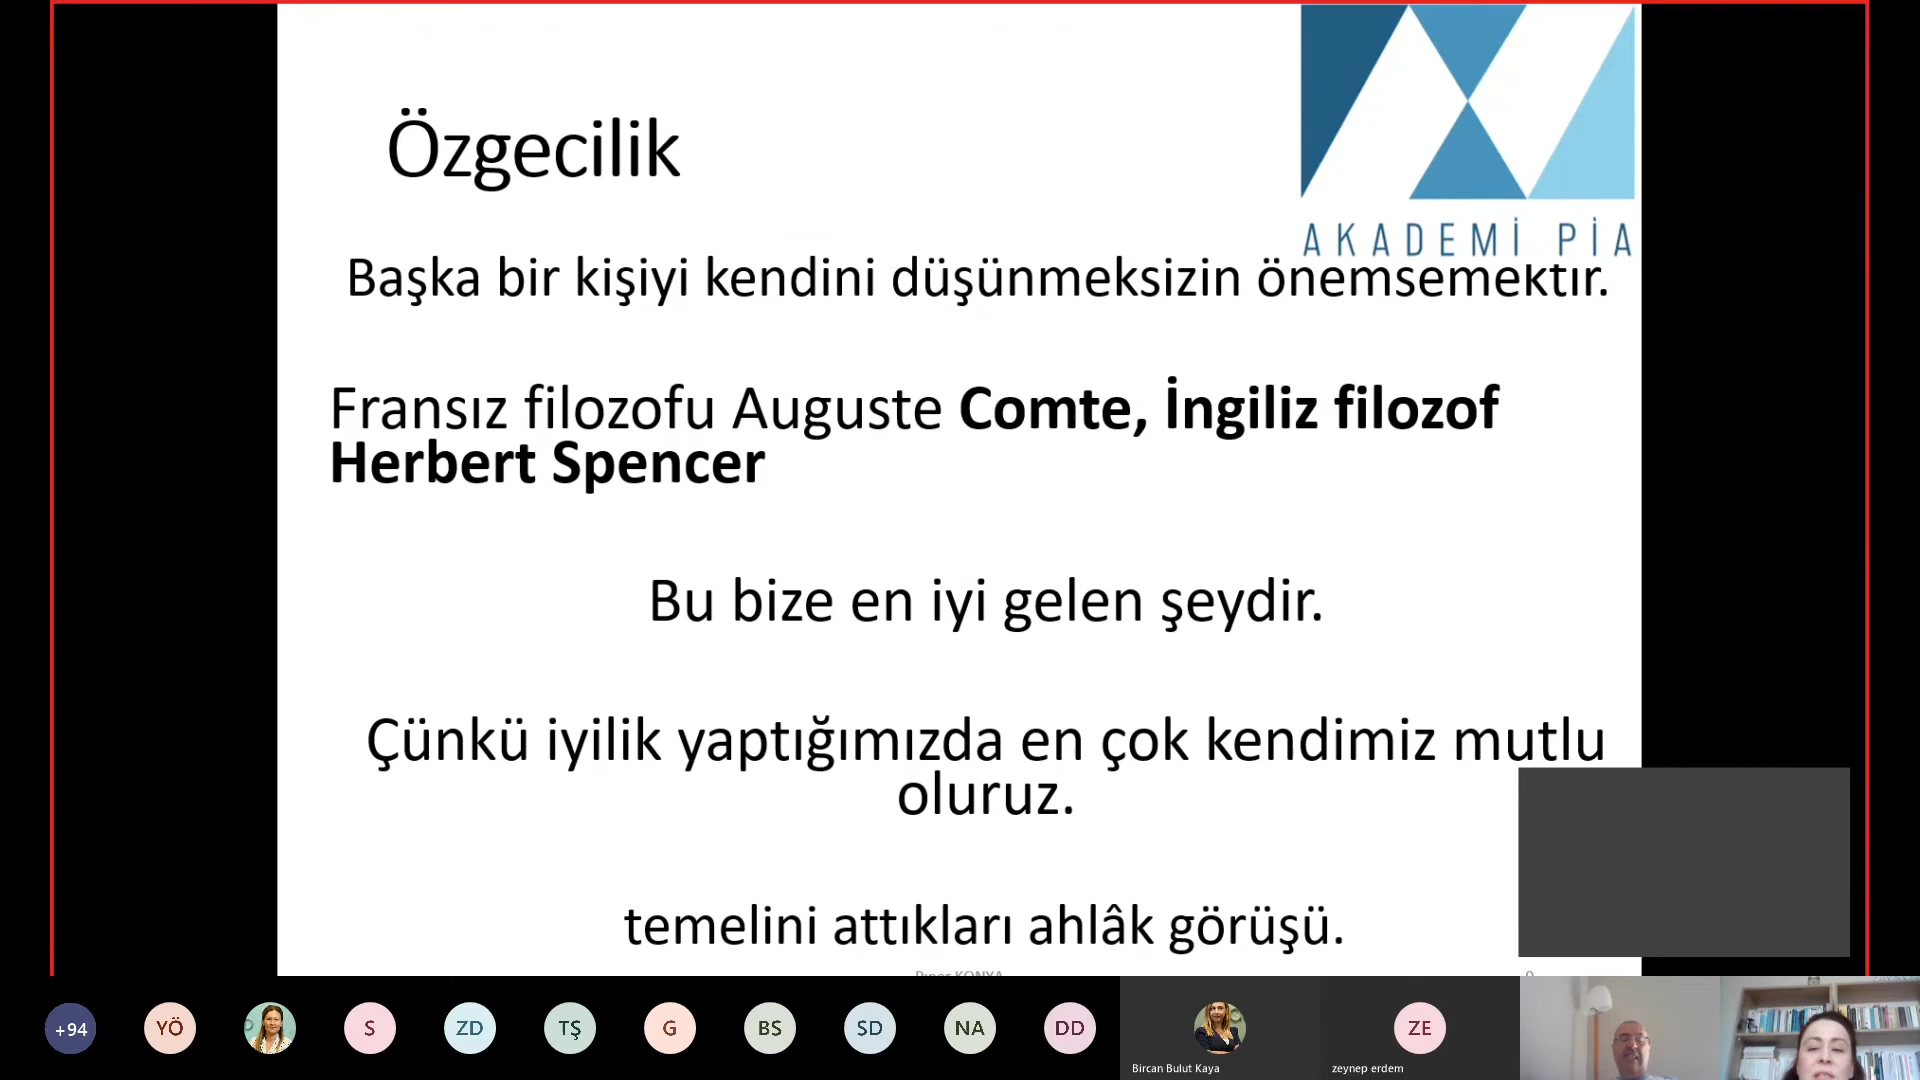 AKADEMİ PİA
Özgecilik
Başka bir kişiyi kendini düşünmeksizin önemsemektir.
Fransız filozofu Auguste Comte, İngiliz filozof
Herbert Spencer
Bu bize en iyi gelen şeydir.
Çünkü iyilik yaptığımızda en çok kendimiz mutlu
oluruz.
temelini attıkları ahlâk görüşü.
Pınar KONYA
+94
YÖ
S
ZD
TŞ
G
BS
SD
NA
DD
ZE
Bircan Bulut Kaya
zeynep erdem